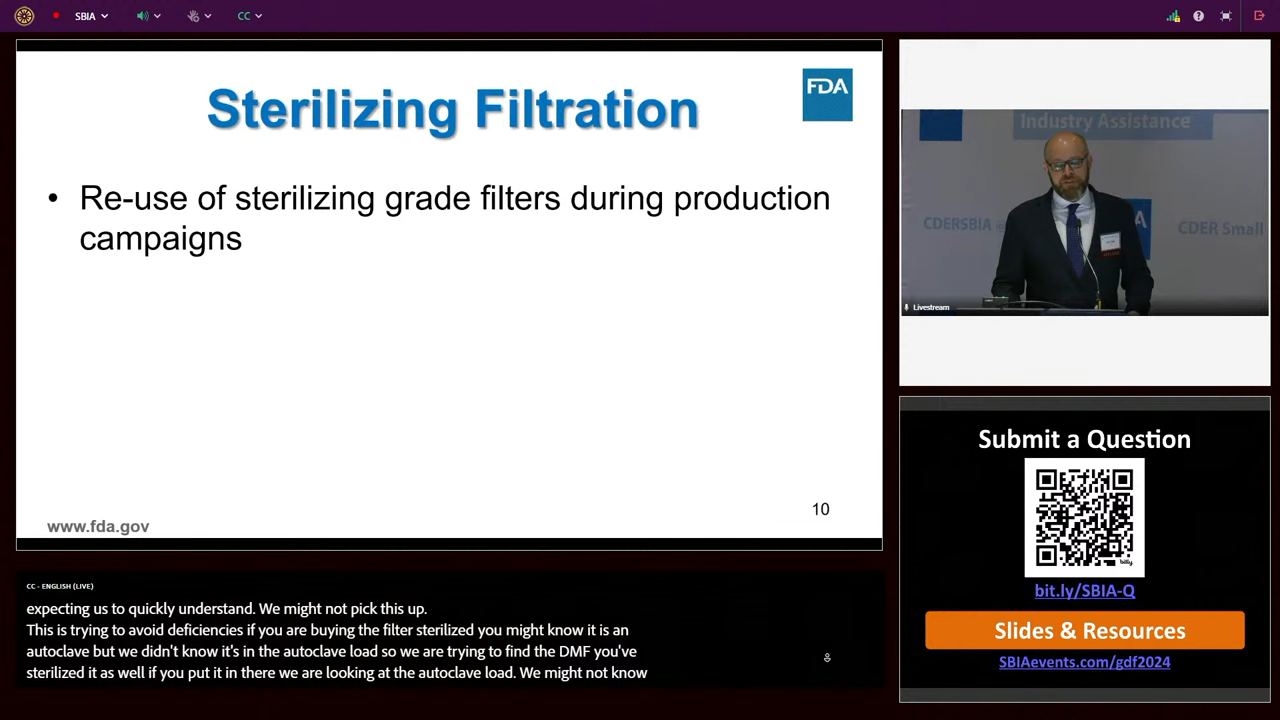 SBIA
CC
Sterilizing Filtration
FDA
• Re-use of sterilizing grade filters during production
campaigns
10
www.fda.gov
Industry Assistance
CDERSBIA @
CDER Small
Livestream
Submit a Question
bitly
bit.ly/SBIA-Q
Slides & Resources
SBIAevents.com/gdf2024
CC - ENGLISH (LIVE)
expecting us to quickly understand. We might not pick this up.
This is trying to avoid deficiencies if you are buying the filter sterilized you might know it is an
autoclave but we didn't know it's in the autoclave load so we are trying to find the DMF you've
sterilized it as well if you put it in there we are looking at the autoclave load. We might not know